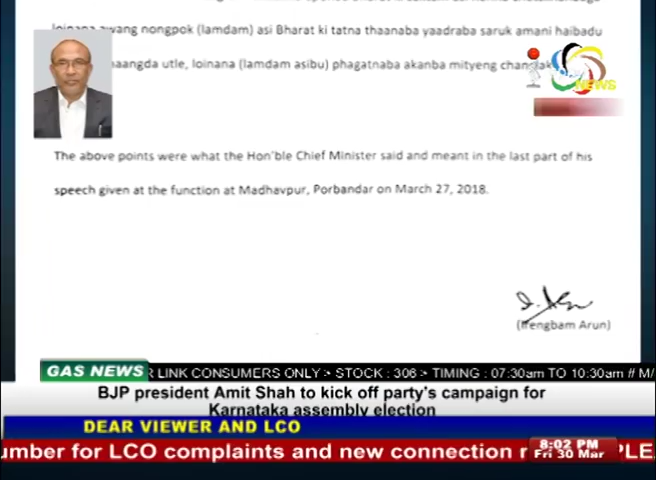 loinana awang nongpok (lamdam) asi Bharat ki tatna thaanaba yaadraba saruk amani haibadu
maangda utle, loinana (lamdam asibu) phagatnaba akanba mityeng
The above points were what the Hon'ble Chief Minister said and meant in the last part of his
speech given at the function at Madhavpur, Porbandar on March 27, 2018.
(Irengbam Arun)
NEWS
GAS NEWS
R LINK CONSUMERS ONLY > STOCK : 306 > TIMING : 07:30am TO 10:30am # M/
BJP president Amit Shah to kick off party's campaign for
Karnataka assembly election
DEAR VIEWER AND LCO
umber for LCO complaints and new connection
8:02 PM
Fri 30 Mar